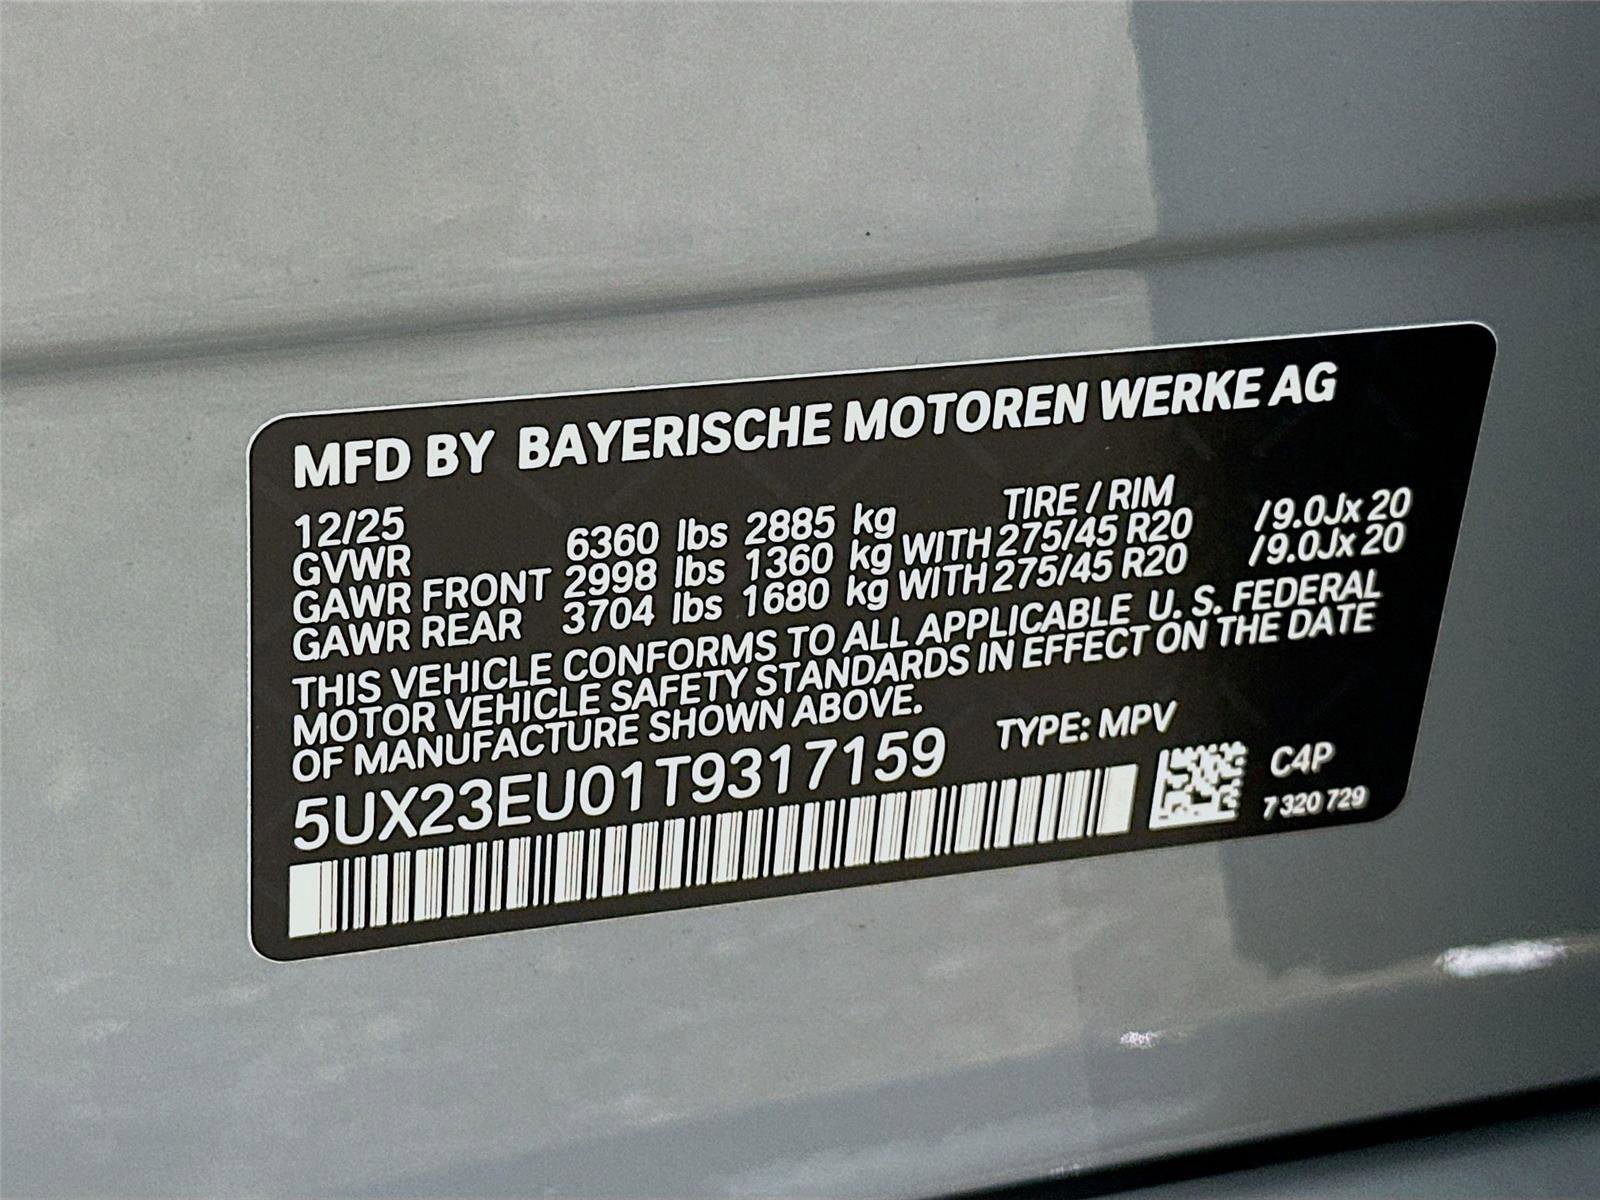 MFD BY BAYERISCHE MOTOREN WERKE AG
12/25 TIRE / RIM
GVWR 6360 lbs 2885 kg
GAWR FRONT 2998 lbs 1360 kg WITH 275/45 R20 /9.0Jx 20
GAWR REAR 3704 lbs 1680 kg WITH 275/45 R20 /9.0Jx 20
THIS VEHICLE CONFORMS TO ALL APPLICABLE U. S. FEDERAL
MOTOR VEHICLE SAFETY STANDARDS IN EFFECT ON THE DATE
OF MANUFACTURE SHOWN ABOVE.
5UX23EU01T9317159 TYPE: MPV
C4P
7 320 729